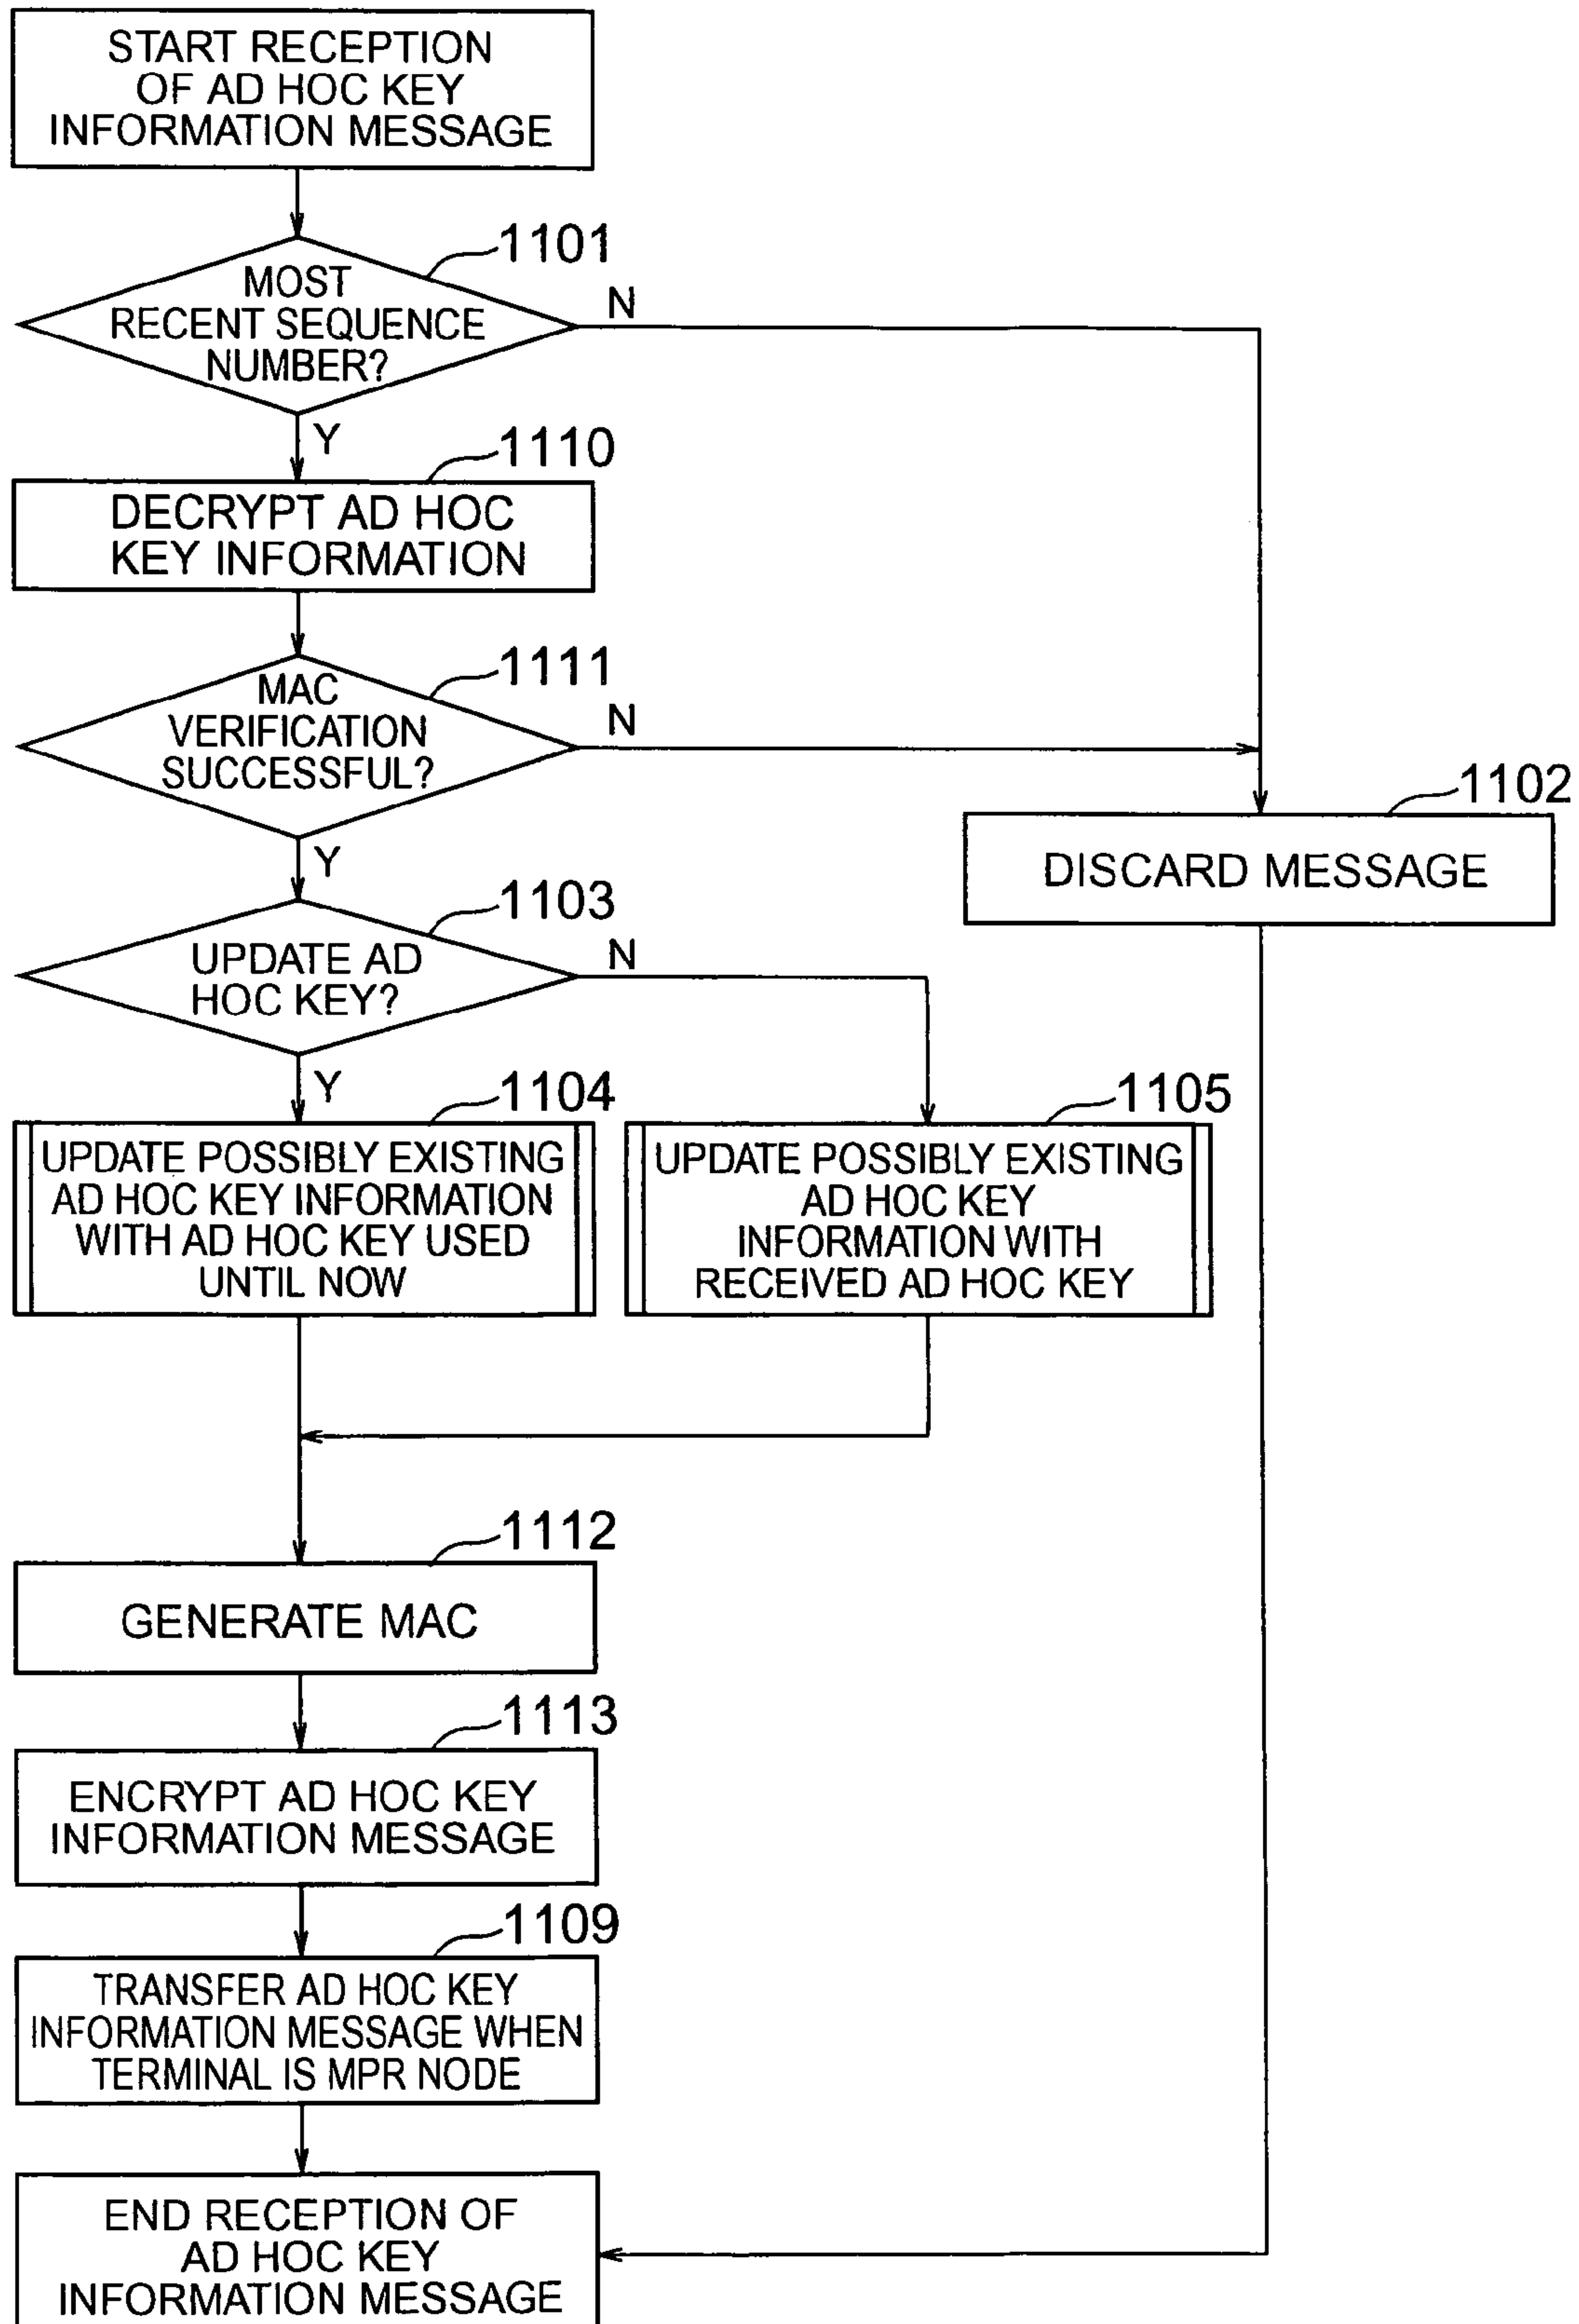 START RECEPTION
OF AD HOC KEY
INFORMATION MESSAGE
1101
MOST
RECENT SEQUENCE
NUMBER?
N
Y
1110
DECRYPT AD HOC
KEY INFORMATION
1111
MAC
VERIFICATION
SUCCESSFUL?
N
Y
1102
DISCARD MESSAGE
1103
UPDATE AD
HOC KEY?
N
Y
1104
UPDATE POSSIBLY EXISTING
AD HOC KEY INFORMATION
WITH AD HOC KEY USED
UNTIL NOW
1105
UPDATE POSSIBLY EXISTING
AD HOC KEY
INFORMATION WITH
RECEIVED AD HOC KEY
1112
GENERATE MAC
1113
ENCRYPT AD HOC KEY
INFORMATION MESSAGE
1109
TRANSFER AD HOC KEY
INFORMATION MESSAGE WHEN
TERMINAL IS MPR NODE
END RECEPTION OF
AD HOC KEY
INFORMATION MESSAGE